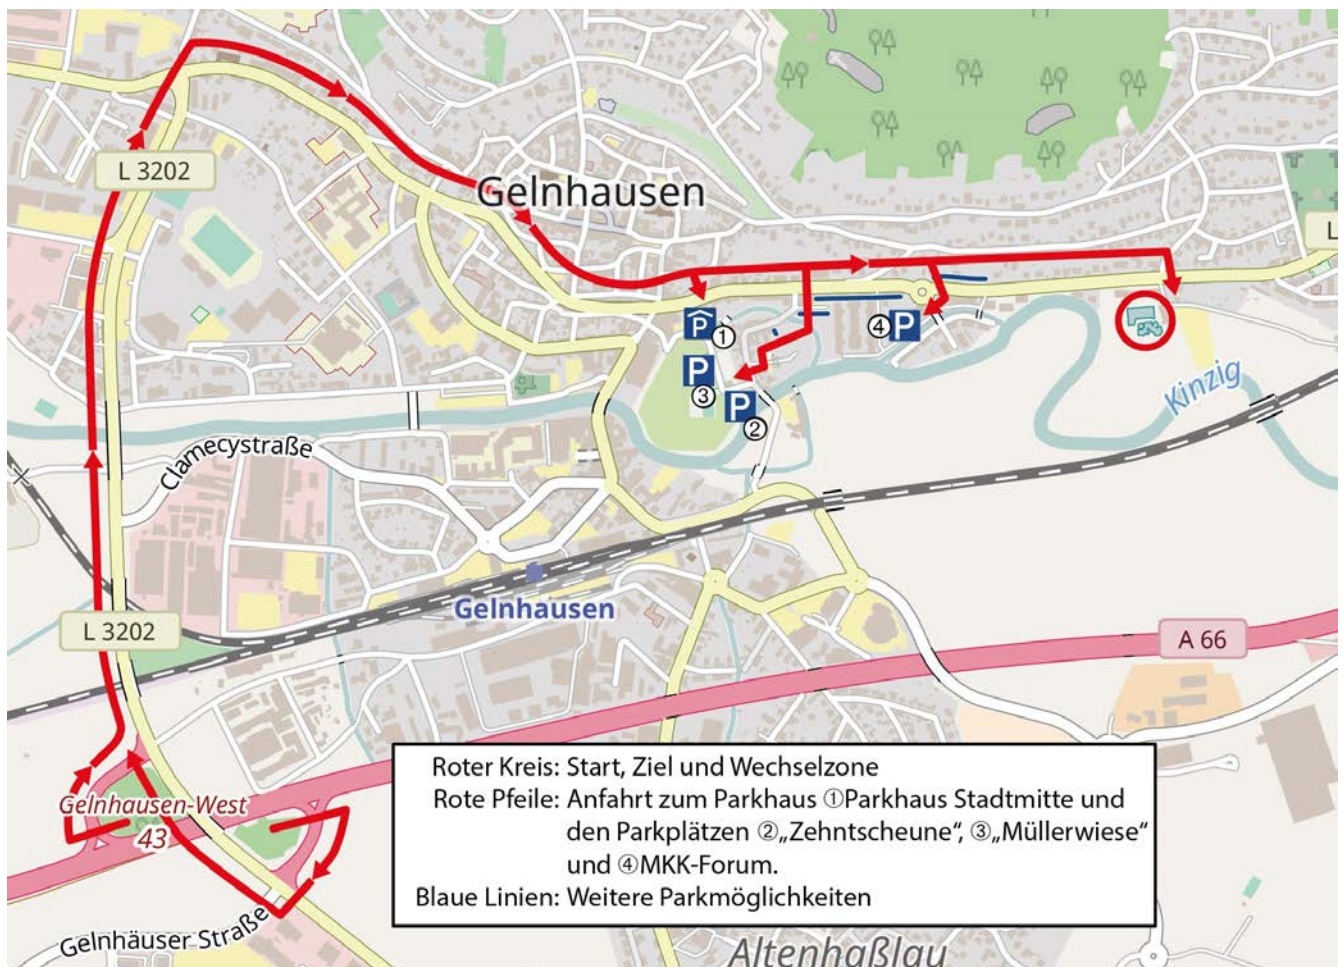 L 3202
Gelnhausen
L
P
①
④ P
P
③
P
②
Kinzig
Clamecystraße
Gelnhausen
L 3202
A 66
Gelnhausen-West
43
Roter Kreis: Start, Ziel und Wechselzone
Rote Pfeile: Anfahrt zum Parkhaus ①Parkhaus Stadtmitte und
den Parkplätzen ②„Zehntscheune“, ③„Müllerwiese“
und ④MKK-Forum.
Blaue Linien: Weitere Parkmöglichkeiten
Gelnhäuser Straße
Altenhaßlau